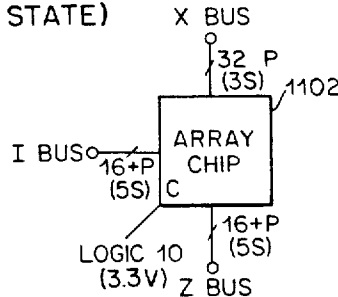 STATE)
X BUS
32 P
(3S)
1102
ARRAY
CHIP
I BUS
16+P
(5S)
C
16+P
(5S)
LOGIC 10
(3.3V)
Z BUS